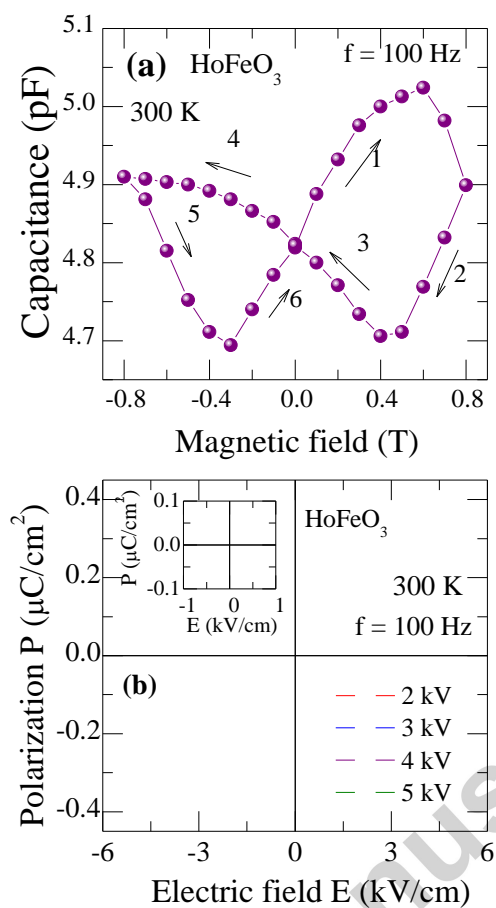 (a) HoFeO₃ f = 100 Hz
300 K
1
2
3
4
5
6
5.1
5.0
4.9
4.8
4.7
Capacitance (pF)
-0.8 -0.4 0.0 0.4 0.8
Magnetic field (T)
0.4
0.2
0.0
-0.2
-0.4
Polarization P (μC/cm²)
0.1
0.0
-0.1
P (μC/cm²)
-1 0 1
E (kV/cm)
HoFeO₃
300 K
f = 100 Hz
(b)
2 kV
3 kV
4 kV
5 kV
-6 -3 0 3 6
Electric field E (kV/cm)
nus